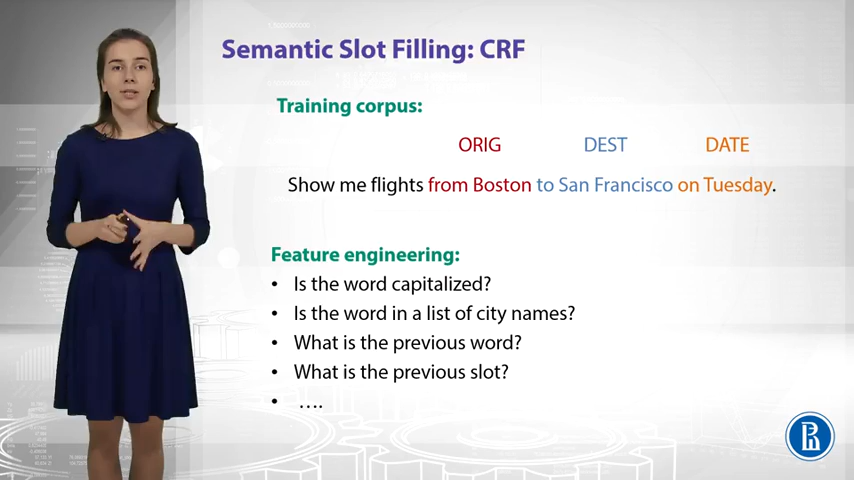 Semantic Slot Filling: CRF
Training corpus:
ORIG DEST DATE
Show me flights from Boston to San Francisco on Tuesday.
Feature engineering:
• Is the word capitalized?
• Is the word in a list of city names?
• What is the previous word?
• What is the previous slot?
• ....